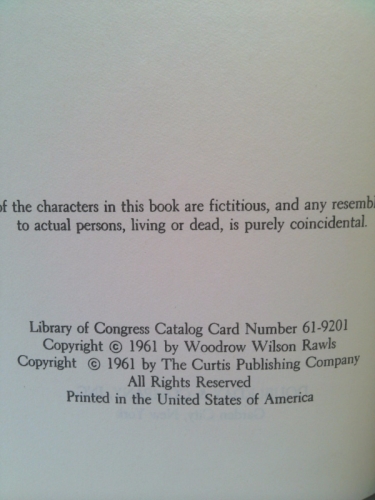 of the characters in this book are fictitious, and any resembl
to actual persons, living or dead, is purely coincidental.
Library of Congress Catalog Card Number 61-9201
Copyright © 1961 by Woodrow Wilson Rawls
Copyright © 1961 by The Curtis Publishing Company
All Rights Reserved
Printed in the United States of America